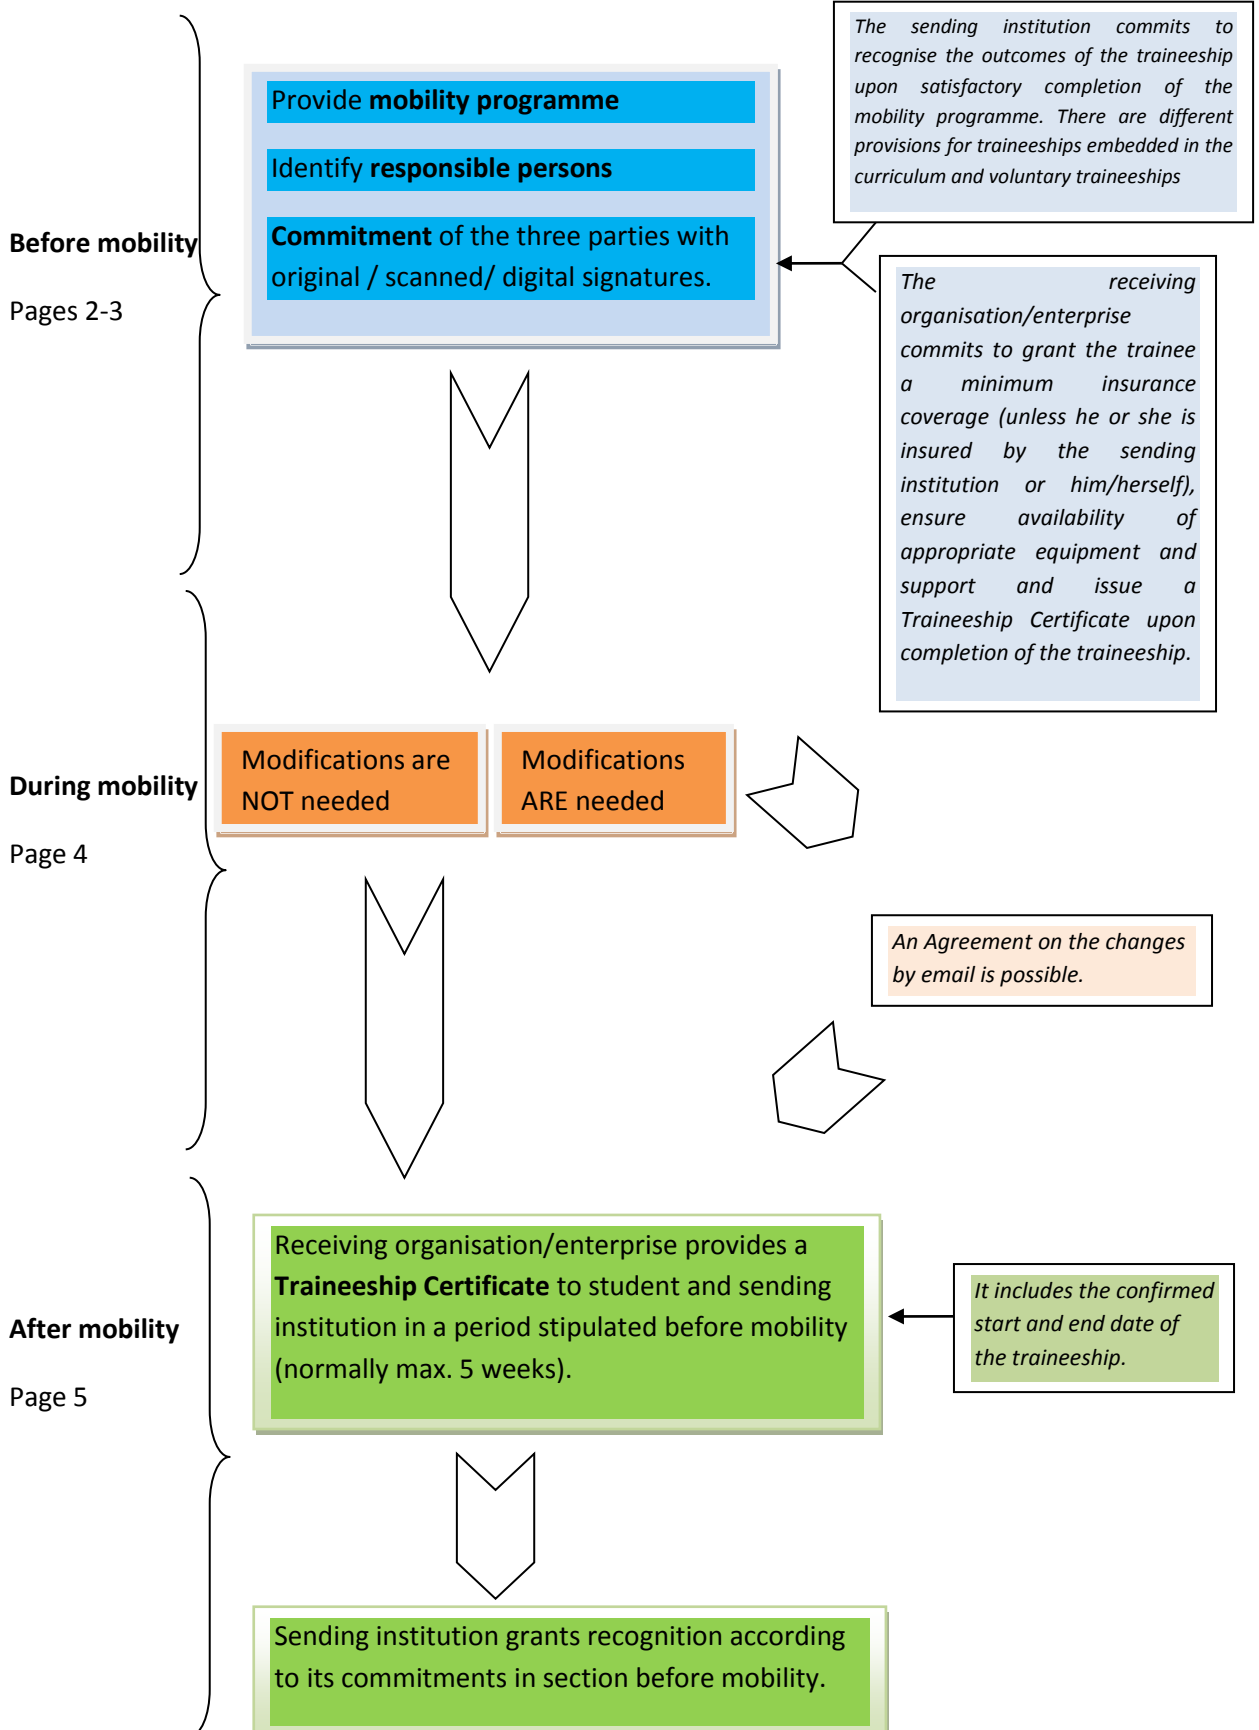 The sending institution commits to
recognise the outcomes of the traineeship
upon satisfactory completion of the
mobility programme. There are different
provisions for traineeships embedded in the
curriculum and voluntary traineeships
Provide mobility programme
Identify responsible persons
Commitment of the three parties with
original / scanned/ digital signatures.
Before mobility
Pages 2-3
The receiving
organisation/enterprise
commits to grant the trainee
a minimum insurance
coverage (unless he or she is
insured by the sending
institution or him/herself),
ensure availability of
appropriate equipment and
support and issue a
Traineeship Certificate upon
completion of the traineeship.
During mobility
Page 4
Modifications are
NOT needed
Modifications
ARE needed
An Agreement on the changes
by email is possible.
After mobility
Page 5
Receiving organisation/enterprise provides a
Traineeship Certificate to student and sending
institution in a period stipulated before mobility
(normally max. 5 weeks).
It includes the confirmed
start and end date of
the traineeship.
Sending institution grants recognition according
to its commitments in section before mobility.